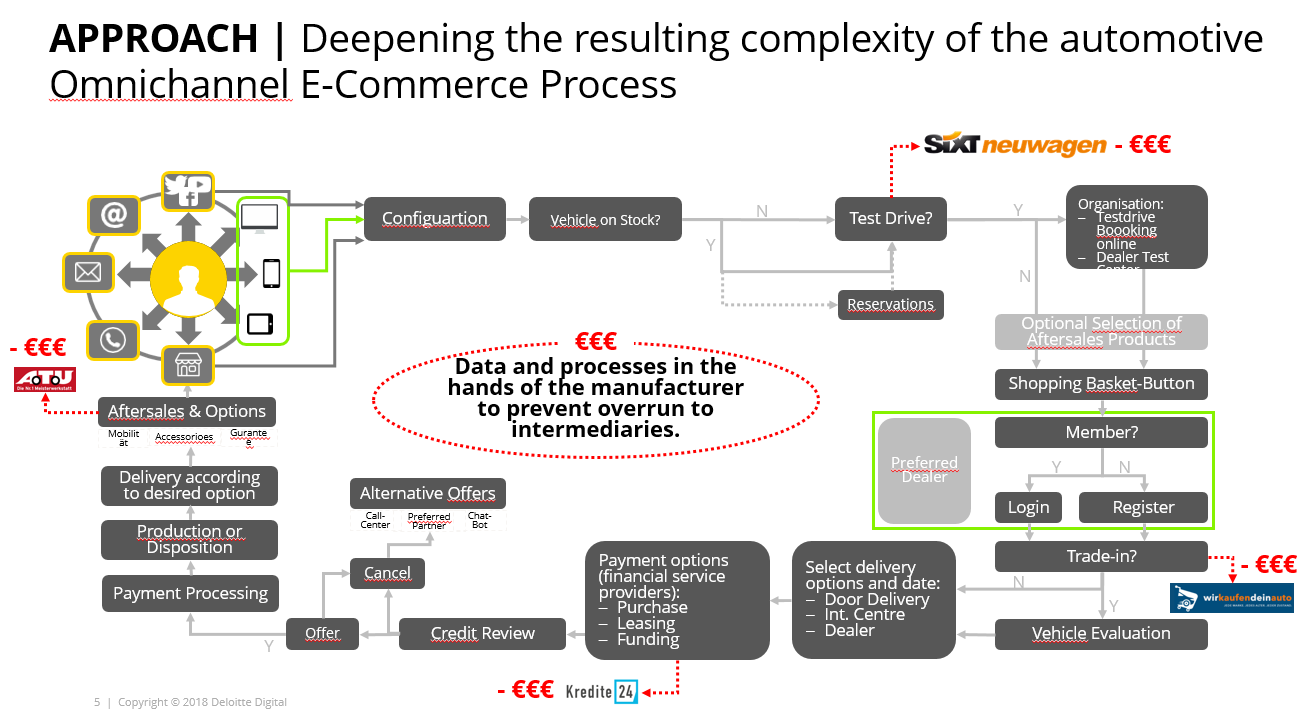 APPROACH | Deepening the resulting complexity of the automotive
Omnichannel E-Commerce Process
SIXT neuwagen - €€€
@
Configuartion
Vehicle on Stock?
N
Y
Test Drive?
Reservations
Y
N
Organisation:
– Testdrive
Boooking
online
– Dealer Test
Center
Optional Selection of
Aftersales Products
Shopping Basket-Button
Member?
Y
N
Preferred
Dealer
Login
Register
Trade-in?
- €€€
wirkaufendeinauto
N
Y
Vehicle Evaluation
Select delivery
options and date:
– Door Delivery
– Int. Centre
– Dealer
Payment options
(financial service
providers):
– Purchase
– Leasing
– Funding
- €€€ Kredite 24
Credit Review
Cancel
Alternative Offers
Call-
Center
Preferred
Partner
Chat-
Bot
Offer
Y
Payment Processing
Production or
Disposition
Delivery according
to desired option
Aftersales & Options
Mobilit
ät
Accessorioes
Gurante
e
- €€€
ATU
Die Nr.1 Meisterwerkstatt
€€€
Data and processes in the
hands of the manufacturer
to prevent overrun to
intermediaries.
5 | Copyright © 2018 Deloitte Digital